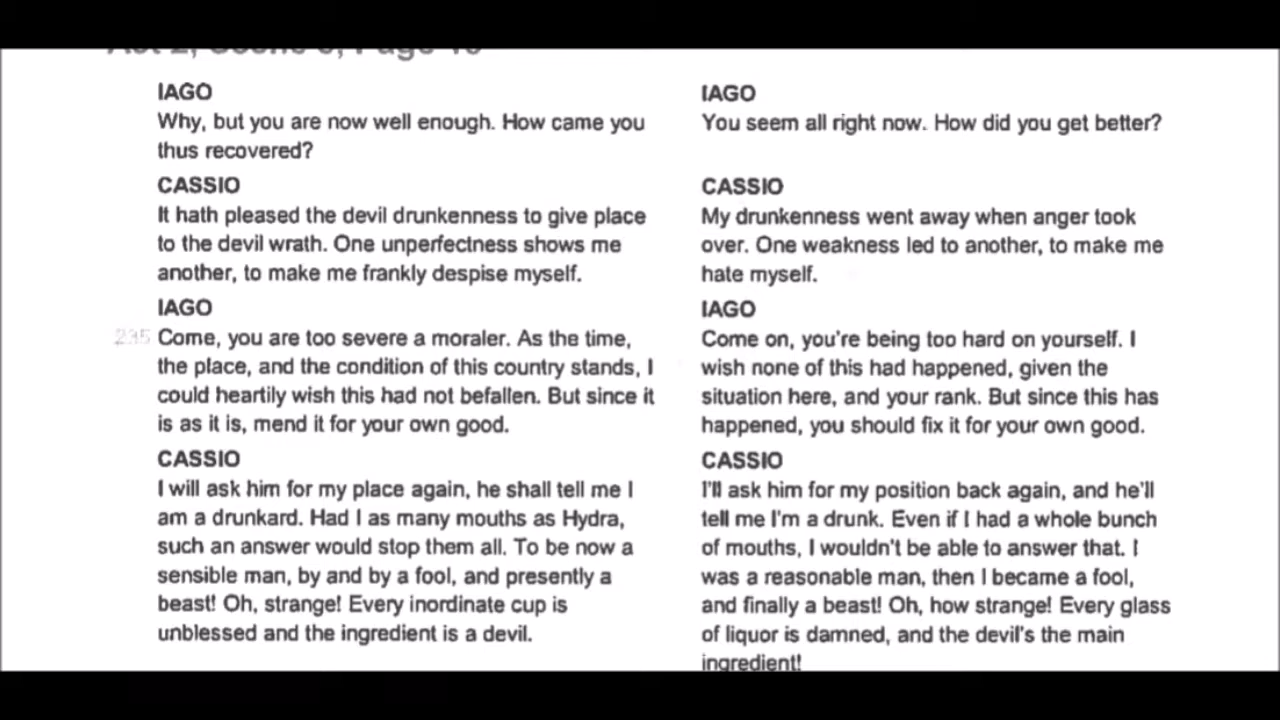 Act 2, Scene 3, Page
IAGO
Why, but you are now well enough. How came you
thus recovered?
CASSIO
It hath pleased the devil drunkenness to give place
to the devil wrath. One unperfectness shows me
another, to make me frankly despise myself.
IAGO
235 Come, you are too severe a moraler. As the time,
the place, and the condition of this country stands, I
could heartily wish this had not befallen. But since it
is as it is, mend it for your own good.
CASSIO
I will ask him for my place again, he shall tell me I
am a drunkard. Had I as many mouths as Hydra,
such an answer would stop them all. To be now a
sensible man, by and by a fool, and presently a
beast! Oh, strange! Every inordinate cup is
unblessed and the ingredient is a devil.
IAGO
You seem all right now. How did you get better?
CASSIO
My drunkenness went away when anger took
over. One weakness led to another, to make me
hate myself.
IAGO
Come on, you're being too hard on yourself. I
wish none of this had happened, given the
situation here, and your rank. But since this has
happened, you should fix it for your own good.
CASSIO
I'll ask him for my position back again, and he'll
tell me I'm a drunk. Even if I had a whole bunch
of mouths, I wouldn't be able to answer that. I
was a reasonable man, then I became a fool,
and finally a beast! Oh, how strange! Every glass
of liquor is damned, and the devil's the main
ingredient!